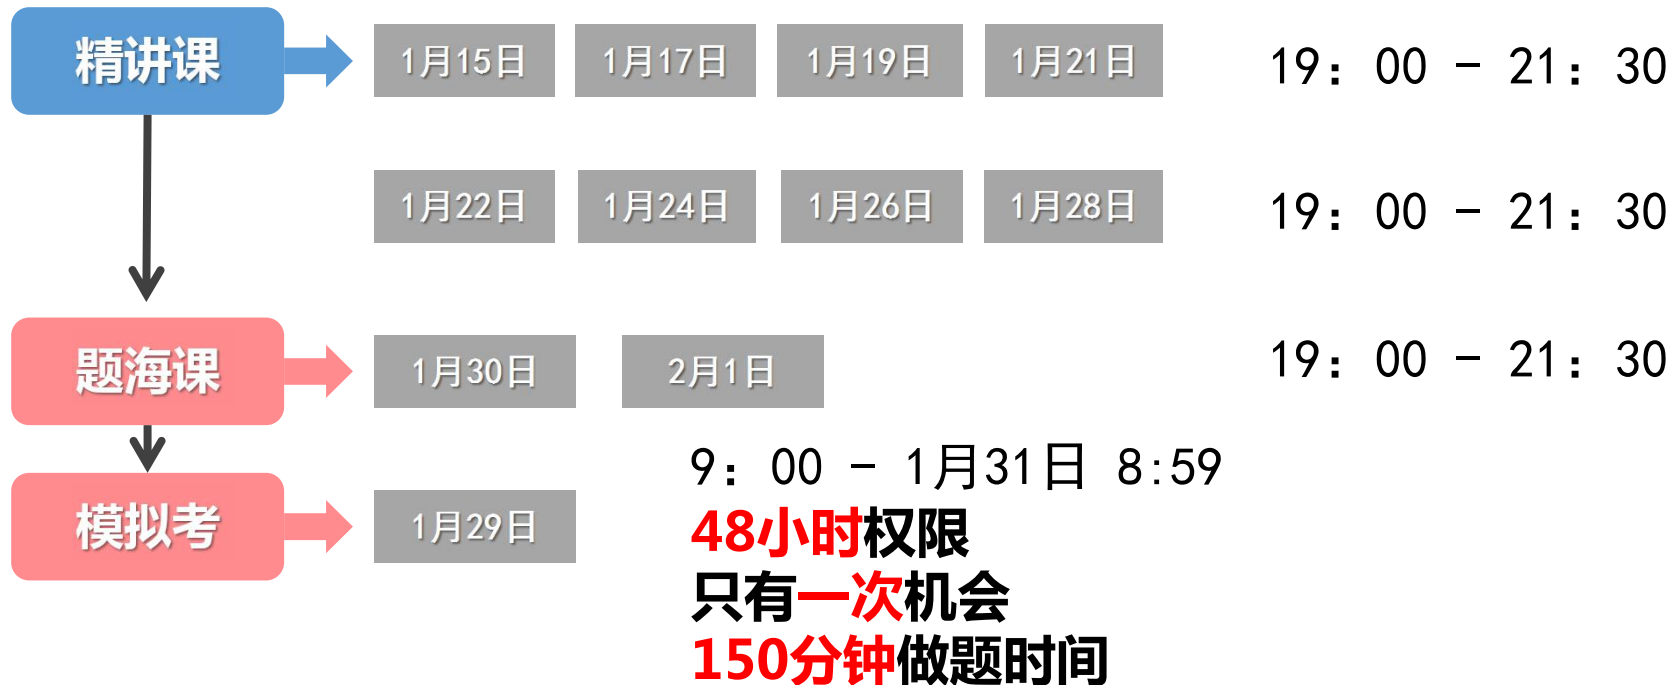 精讲课 1月15日 1月17日 1月19日 1月21日 19：00 - 21：30
1月22日 1月24日 1月26日 1月28日 19：00 - 21：30
题海课 1月30日 2月1日 19：00 - 21：30
9：00 - 1月31日 8:59
模拟考 1月29日 48小时权限
只有一次机会
150分钟做题时间